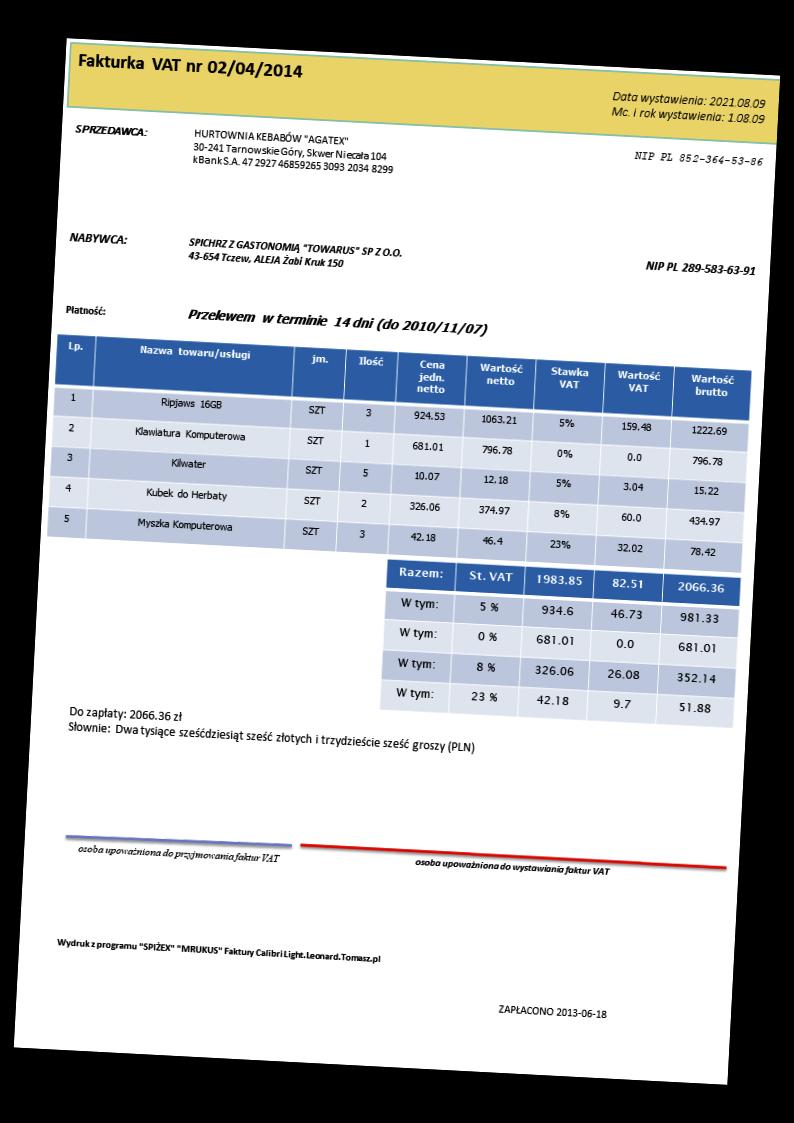 Fakturka VAT nr 02/04/2014
Data wystawienia: 2021.08.09
Mc. i rok wystawienia: 1.08.09
SPRZEDAWCA:
HURTOWNIA KEBABÓW "AGATEX"
30-241 Tarnowskie Góry, Skwer Niecała 104
kBank S.A. 47 2927 46859265 3093 2034 8299
NIP PL 852-364-53-86
NABYWCA:
SPICHRZ Z GASTONOMIĄ "TOWARUS" SP Z O.O.
43-654 Tczew, ALEJA Żabi Kruk 150
NIP PL 289-583-63-91
Płatność: Przelewem w terminie 14 dni (do 2010/11/07)
Lp. Nazwa towaru/usługi jm. Ilość Cena jedn. netto Wartość netto Stawka VAT Wartość VAT Wartość brutto
1 Ripjaws 16GB SZT 3 924.53 1063.21 5% 159.48 1222.69
2 Klawiatura Komputerowa SZT 1 681.01 796.78 0% 0.0 796.78
3 Kilwater SZT 5 10.07 12.18 5% 3.04 15.22
4 Kubek do Herbaty SZT 2 326.06 374.97 8% 60.0 434.97
5 Myszka Komputerowa SZT 3 42.18 46.4 23% 32.02 78.42
Razem: St. VAT 1983.85 82.51 2066.36
W tym: 5 % 934.6 46.73 981.33
W tym: 0 % 681.01 0.0 681.01
W tym: 8 % 326.06 26.08 352.14
W tym: 23 % 42.18 9.7 51.88
Do zapłaty: 2066.36 zł
Słownie: Dwa tysiące sześćdziesiąt sześć złotych i trzydzieście sześć groszy (PLN)
osoba upoważniona do przyjmowania faktur VAT
osoba upoważniona do wystawiania faktur VAT
Wydruk z programu "SPIŻEX" "MRUKUS" Faktury Calibri Light.Leonard.Tomasz.pl
ZAPŁACONO 2013-06-18